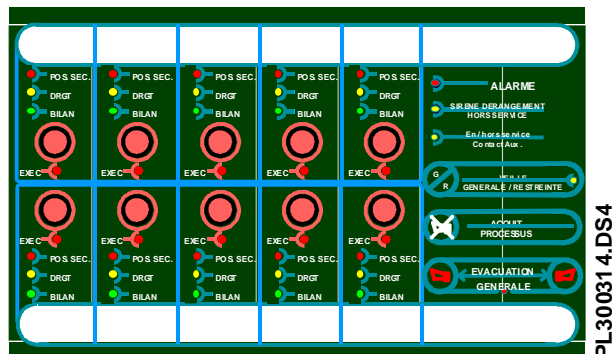 POS. SEC. POS. SEC. POS. SEC. POS. SEC. POS. SEC.
DRGT DRGT DRGT DRGT DRGT
BILAN BILAN BILAN BILAN BILAN
EXEC EXEC EXEC EXEC EXEC
EXEC EXEC EXEC EXEC EXEC
POS. SEC. POS. SEC. POS. SEC. POS. SEC. POS. SEC.
DRGT DRGT DRGT DRGT DRGT
BILAN BILAN BILAN BILAN BILAN
ALARME
SIRENE DERANGEMENT
HORS SERVICE
En / hors service
Contact Aux.
G
R
VEILLE
GENERALE / RESTREINTE
ACQUIT
PROCESSUS
EVACUATION
GENERALE
PL300314.DS4